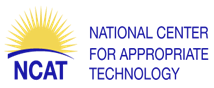 NCAT
NATIONAL CENTER
FOR APPROPRIATE
TECHNOLOGY